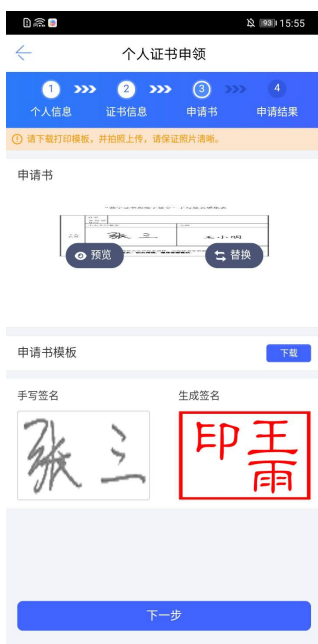 93 15:55
个人证书申领
1 2 3 4
个人信息 证书信息 申请书 申请结果
请下载打印模板，并拍照上传，请保证照片清晰。
申请书
张三
预览 替换
申请书模板 下载
手写签名 生成签名
张三 印王雨
下一步